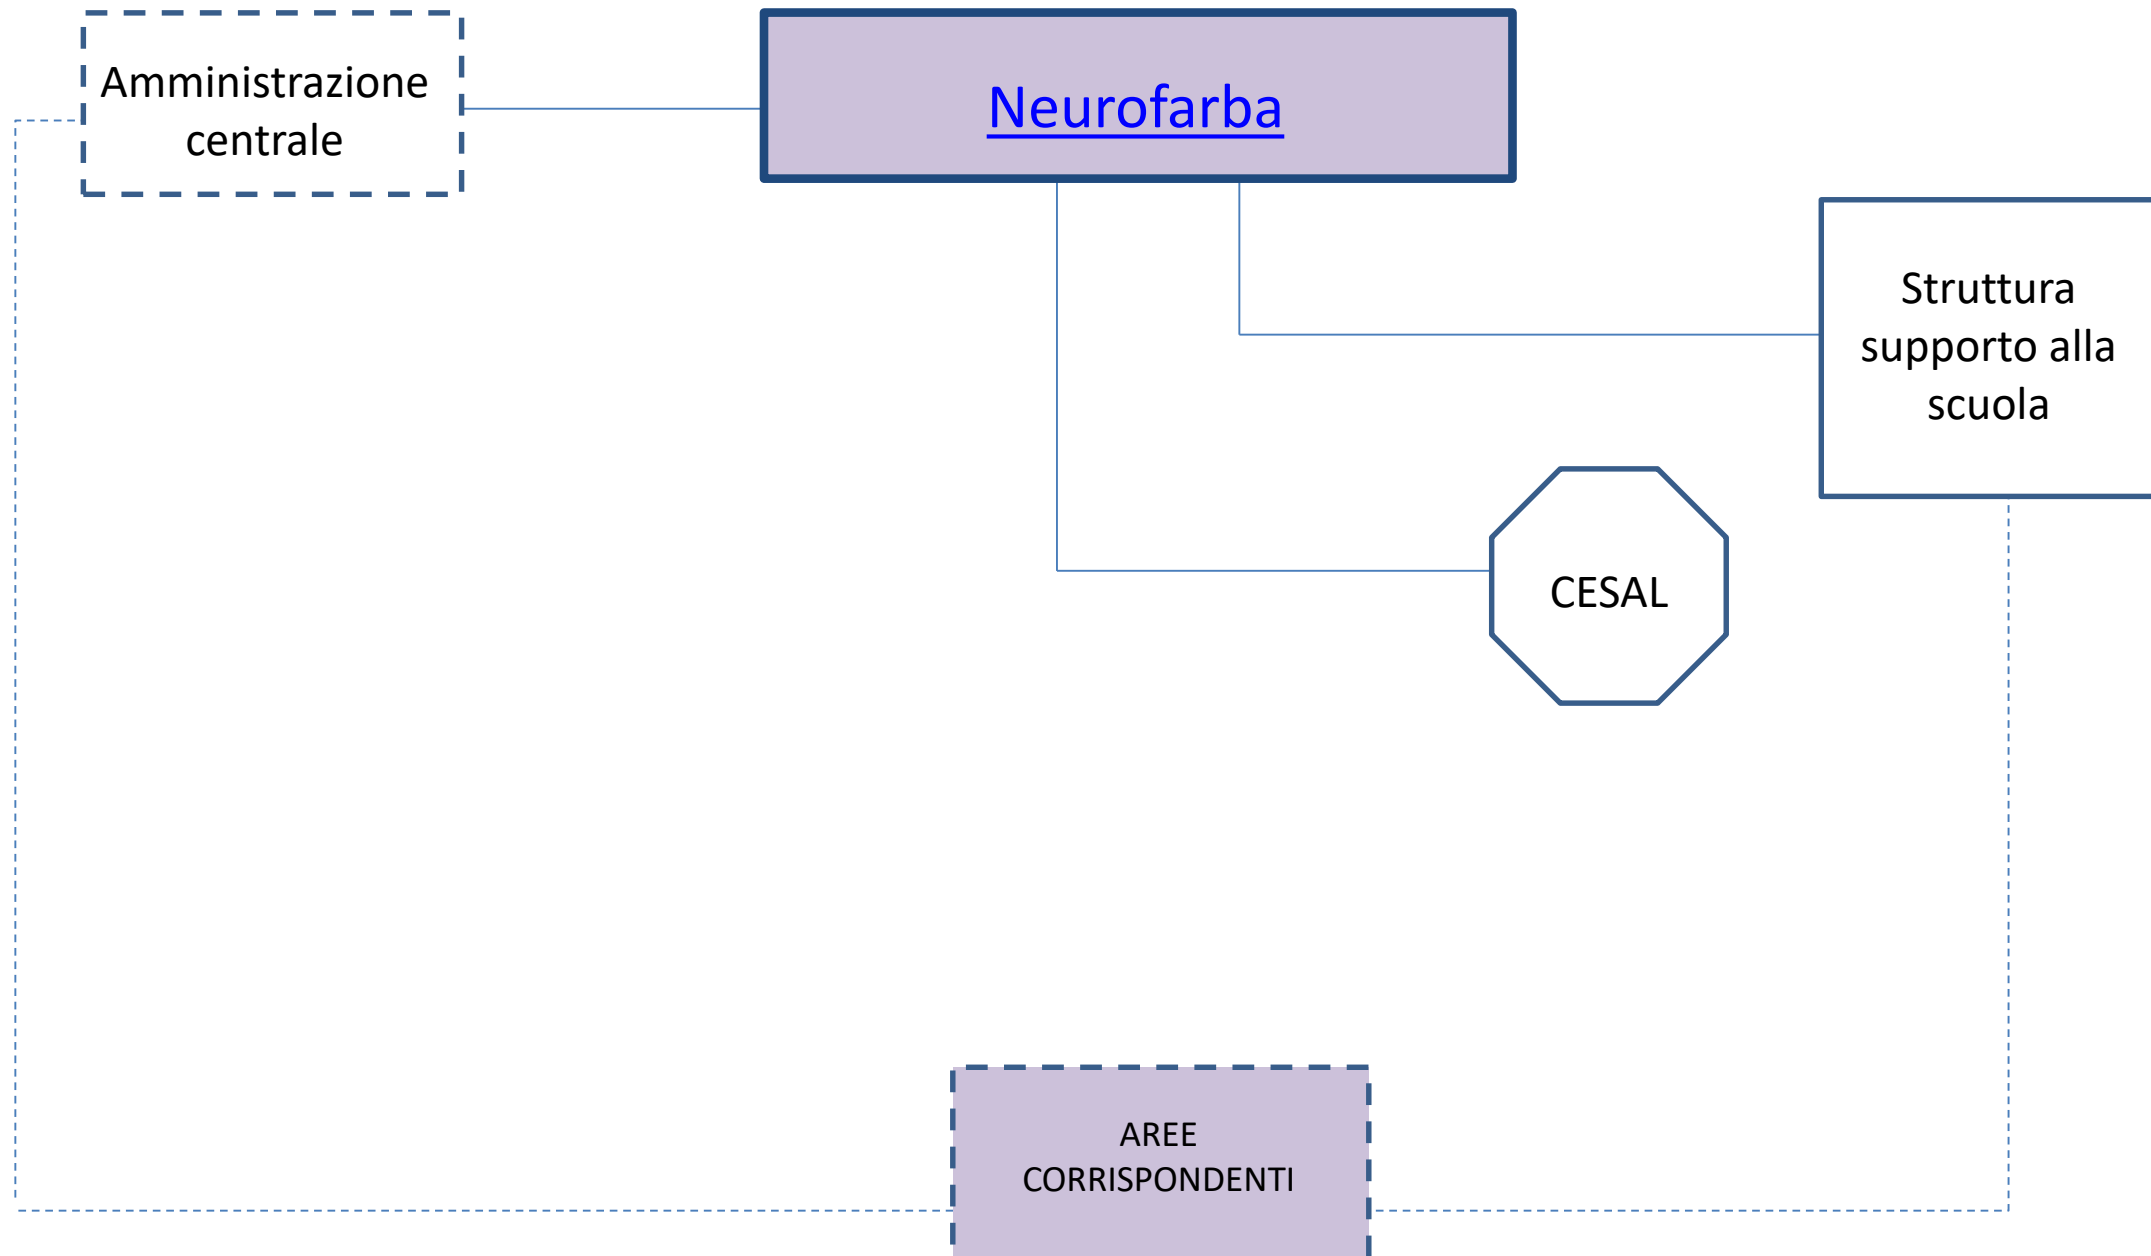 Amministrazione
centrale
Neurofarba
Struttura
supporto alla
scuola
CESAL
AREE
CORRISPONDENTI